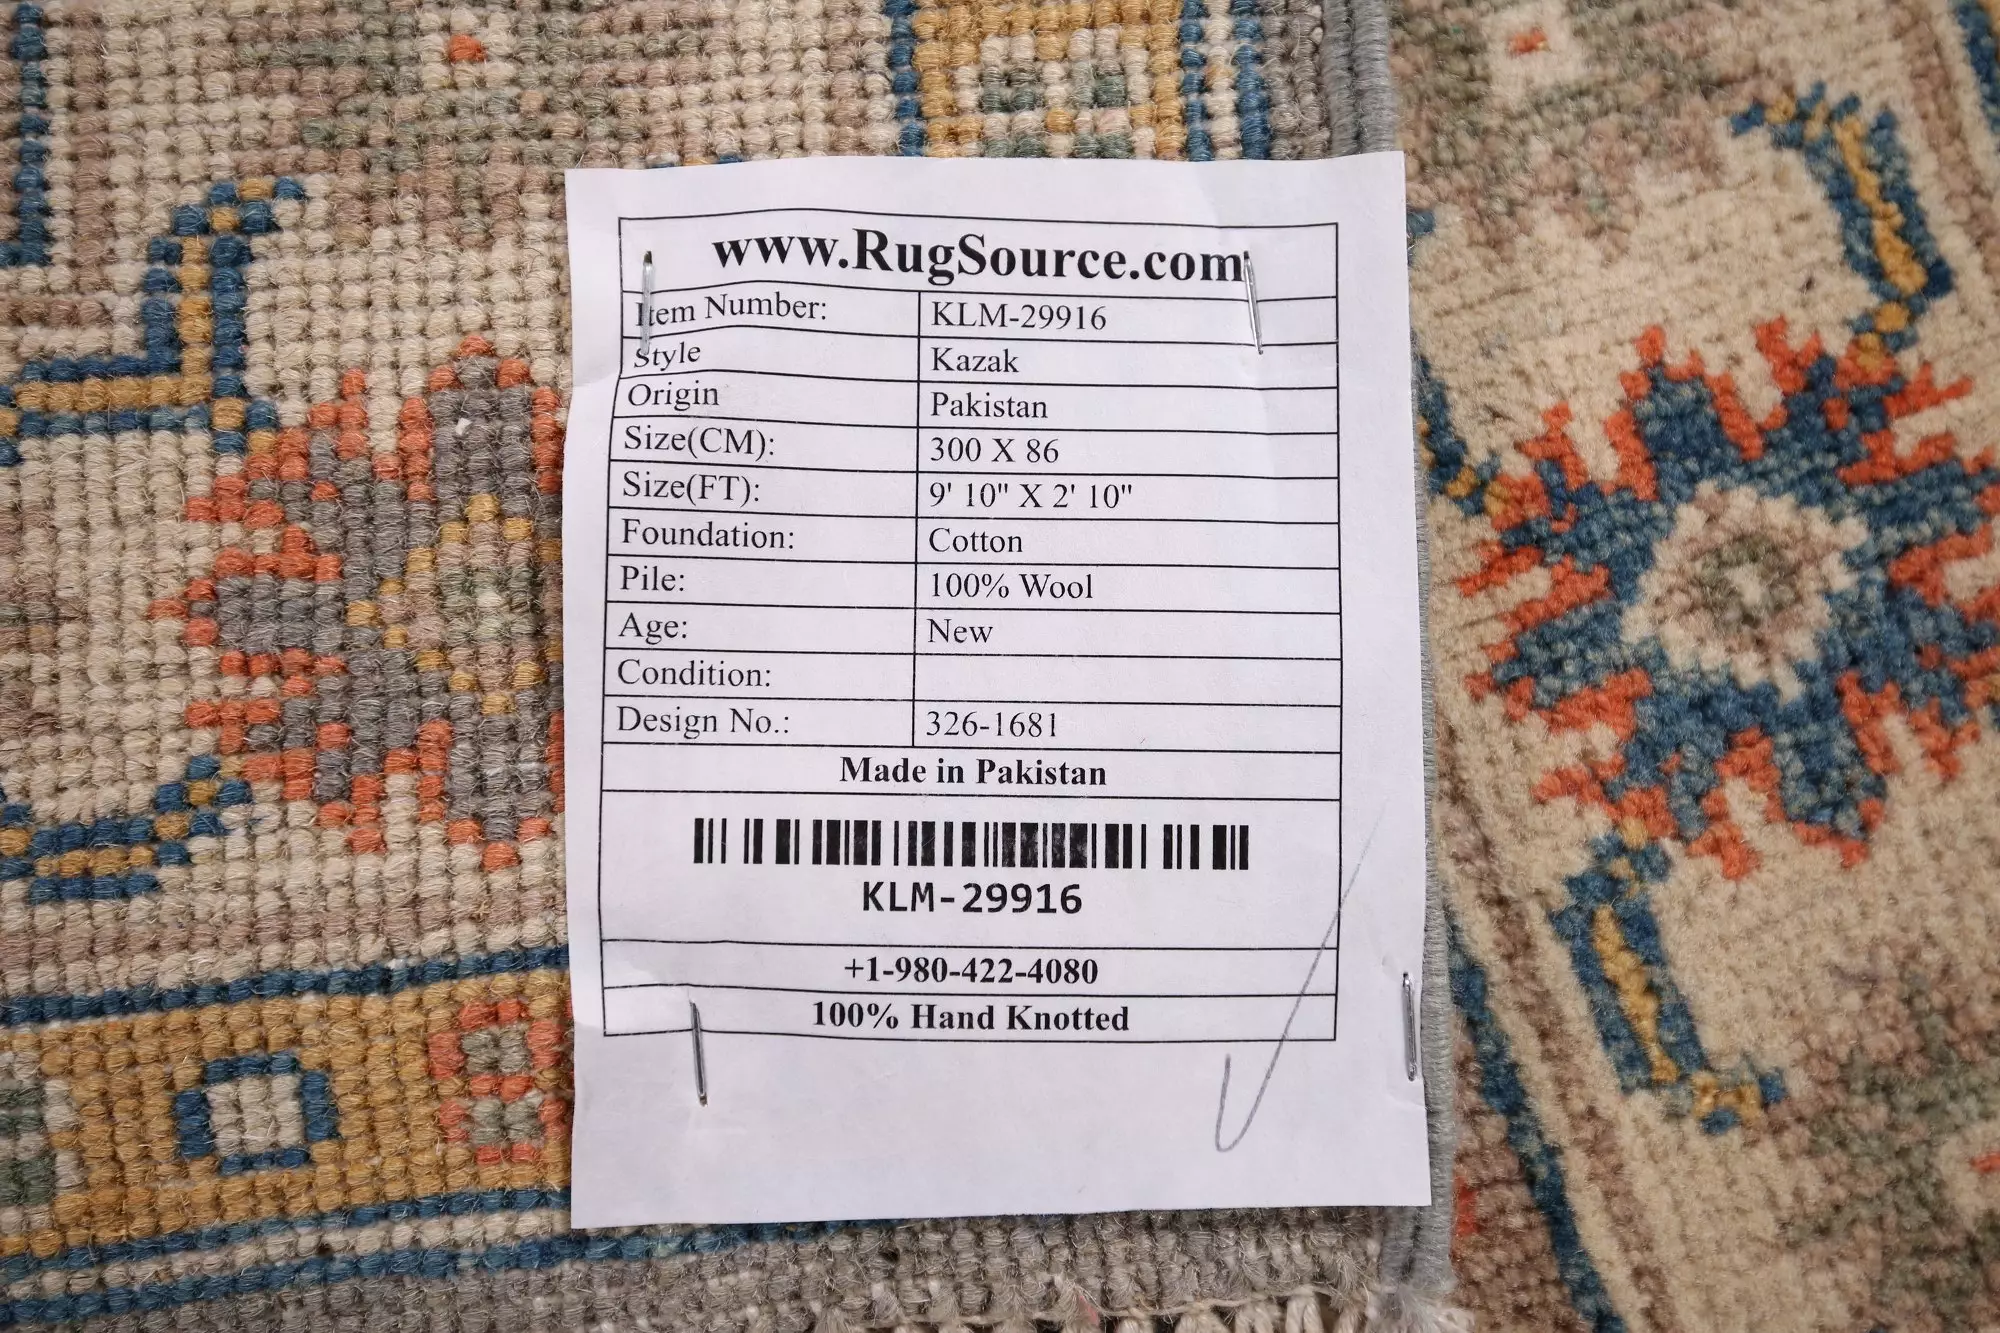 www.RugSource.com
Item Number: KLM-29916
Style Kazak
Origin Pakistan
Size(CM): 300 X 86
Size(FT): 9' 10" X 2' 10"
Foundation: Cotton
Pile: 100% Wool
Age: New
Condition:
Design No.: 326-1681
Made in Pakistan
KLM-29916
+1-980-422-4080
100% Hand Knotted